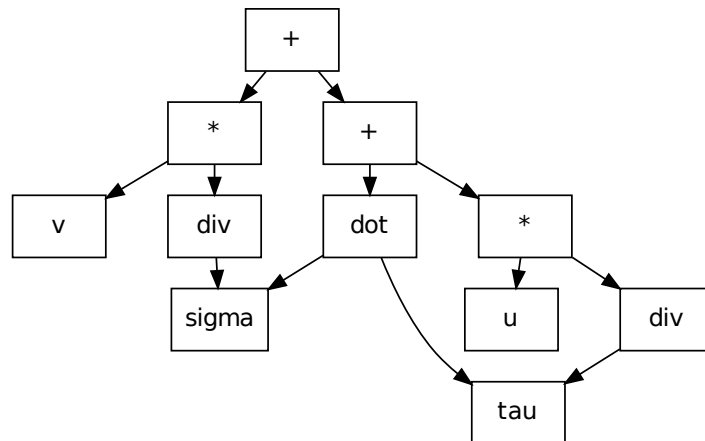 +
* +
v div dot *
sigma u div
tau